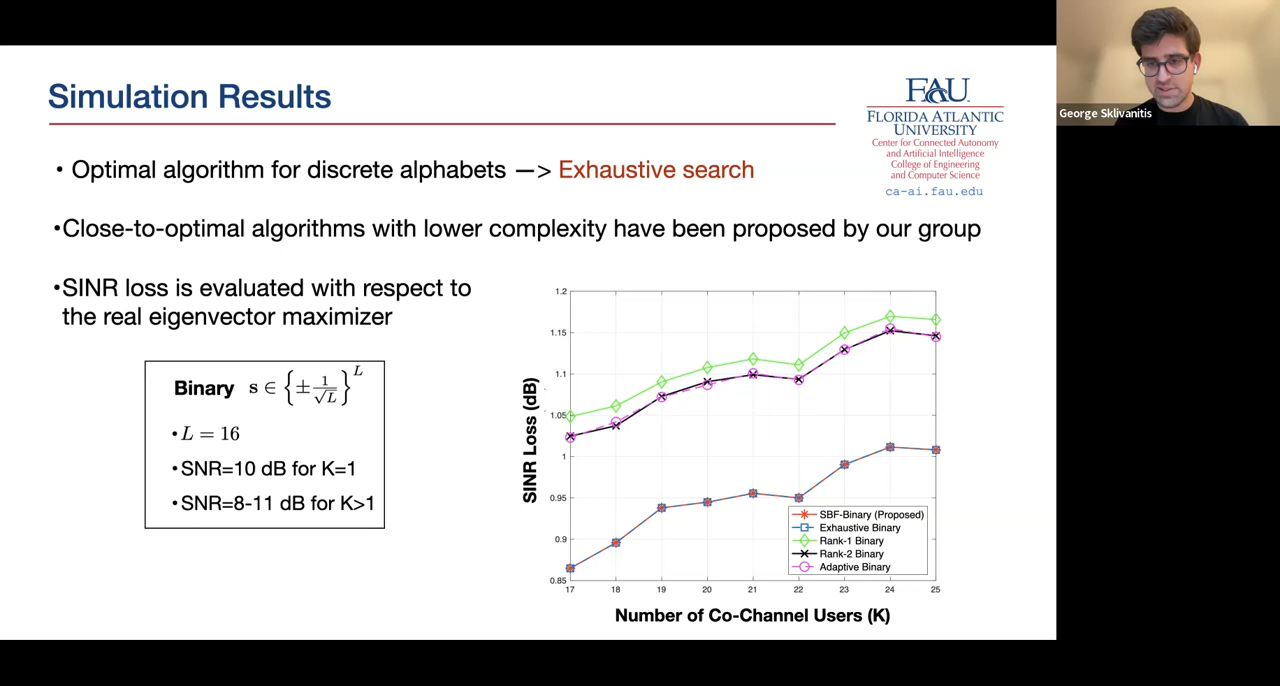 Simulation Results
FAU
FLORIDA ATLANTIC
UNIVERSITY
Center for Connected Autonomy
and Artificial Intelligence
College of Engineering
and Computer Science
ca-ai.fau.edu
George Sklivanitis
• Optimal algorithm for discrete alphabets —> Exhaustive search
•Close-to-optimal algorithms with lower complexity have been proposed by our group
•SINR loss is evaluated with respect to
the real eigenvector maximizer
Binary s ∈ {±1/√L}^L
• L = 16
•SNR=10 dB for K=1
•SNR=8-11 dB for K>1
SINR Loss (dB)
1.2
1.15
1.1
1.05
1
0.95
0.9
0.85
SBF-Binary (Proposed)
Exhaustive Binary
Rank-1 Binary
Rank-2 Binary
Adaptive Binary
17 18 19 20 21 22 23 24 25
Number of Co-Channel Users (K)